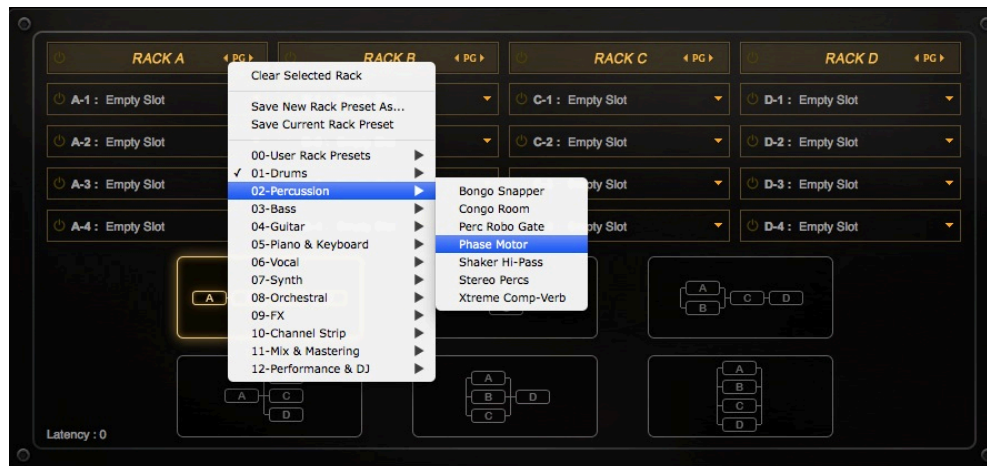 RACK A ◄ PG ► RACK B ◄ PG ► RACK C ◄ PG ► RACK D ◄ PG ►
A-1 : Empty Slot
C-1 : Empty Slot
D-1 : Empty Slot
A-2 : Empty Slot
C-2 : Empty Slot
D-2 : Empty Slot
A-3 : Empty Slot
pty Slot
D-3 : Empty Slot
A-4 : Empty Slot
pty Slot
D-4 : Empty Slot
Clear Selected Rack
Save New Rack Preset As...
Save Current Rack Preset
00-User Rack Presets
✓ 01-Drums
02-Percussion
03-Bass
04-Guitar
05-Piano & Keyboard
06-Vocal
07-Synth
08-Orchestral
09-FX
10-Channel Strip
11-Mix & Mastering
12-Performance & DJ
Bongo Snapper
Congo Room
Perc Robo Gate
Phase Motor
Shaker Hi-Pass
Stereo Percs
Xtreme Comp-Verb
A
A
B
C D
A
C
D
A
B D
C
A
B
C
D
Latency : 0